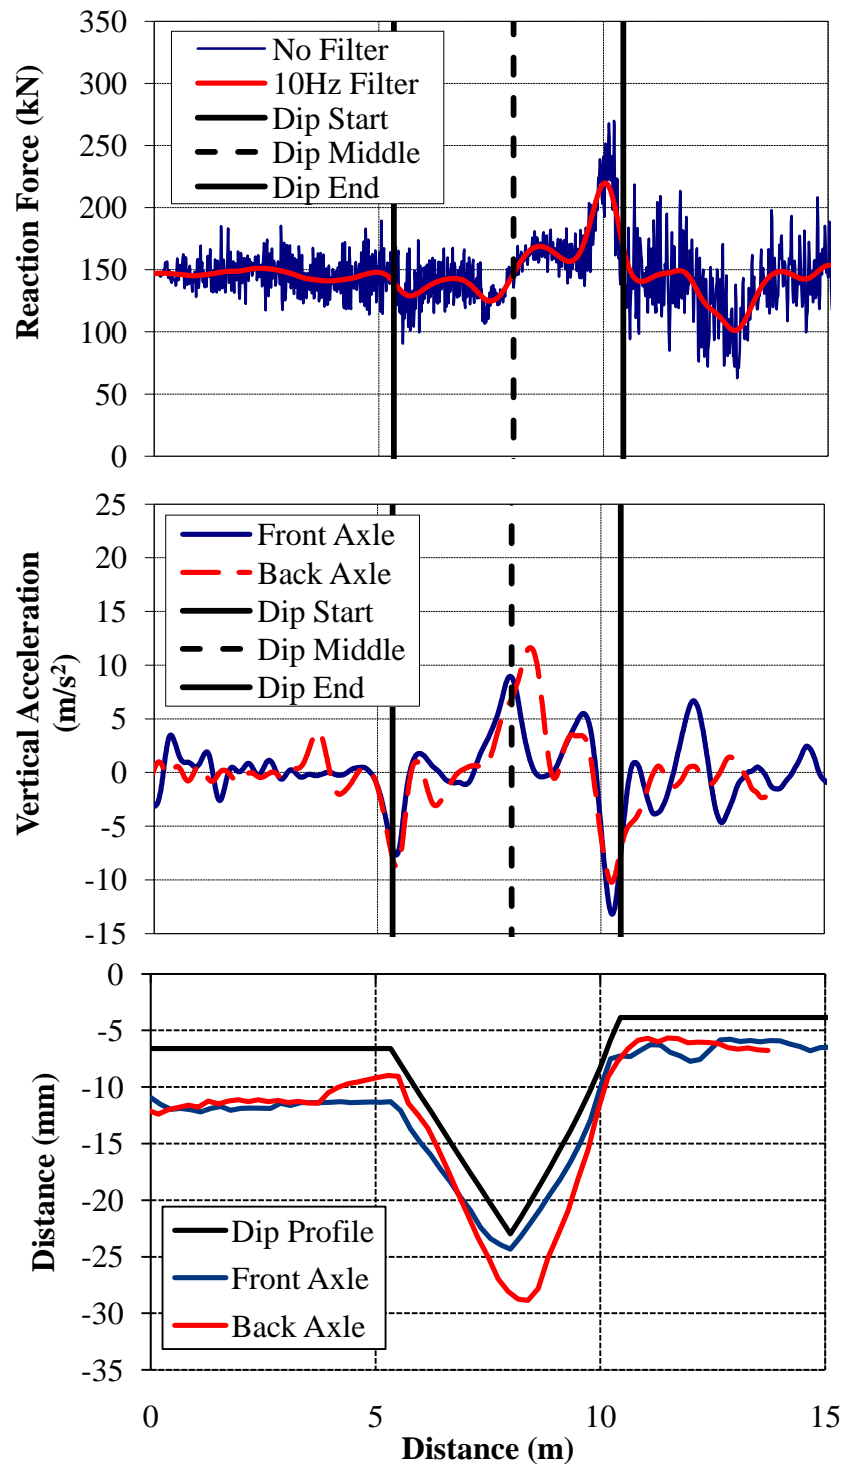 350
300
250
200
150
100
50
0
Reaction Force (kN)
No Filter
10Hz Filter
Dip Start
Dip Middle
Dip End
25
20
15
10
5
0
-5
-10
-15
Vertical Acceleration
(m/s²)
Front Axle
Back Axle
Dip Start
Dip Middle
Dip End
0
-5
-10
-15
-20
-25
-30
-35
Distance (mm)
Dip Profile
Front Axle
Back Axle
0 5 10 15
Distance (m)